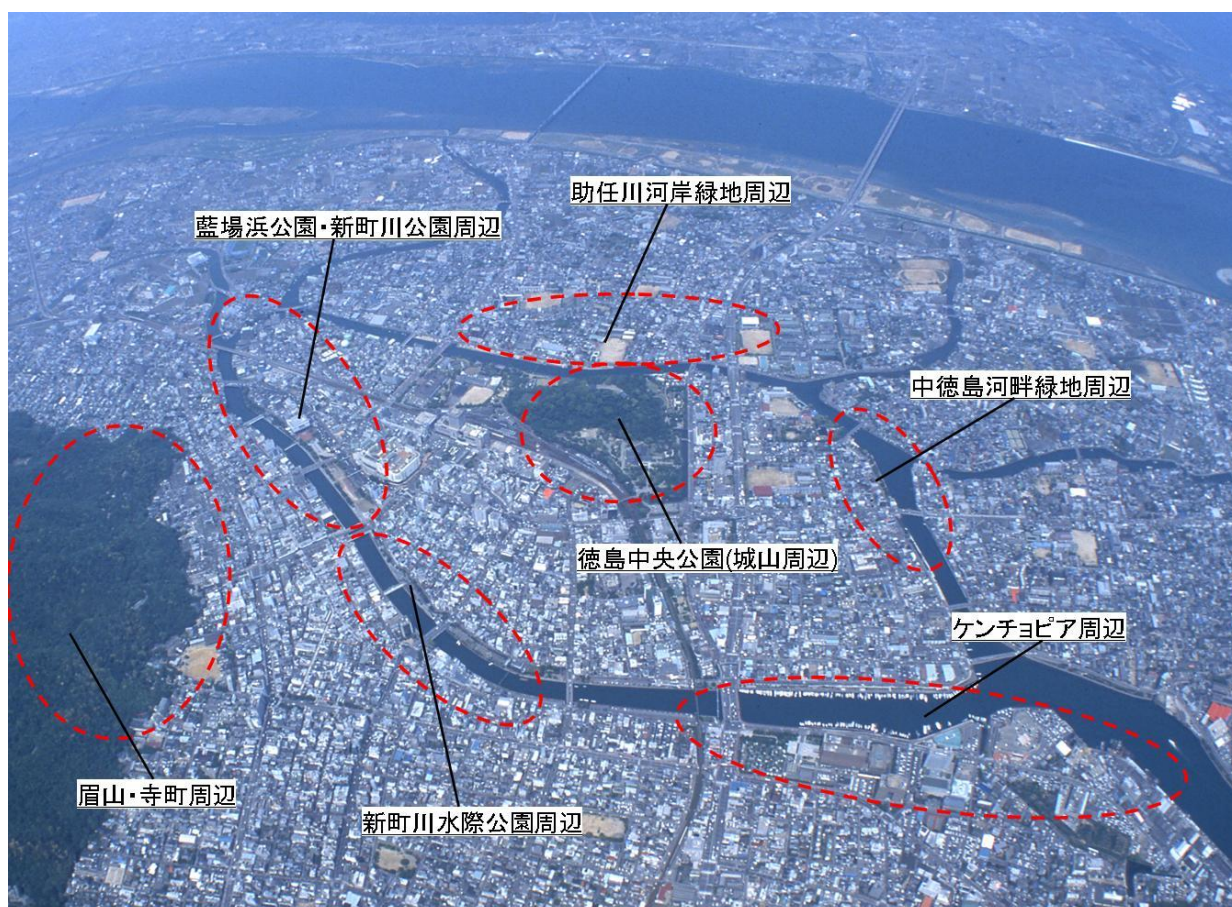 助任川河岸緑地周辺
藍場浜公園・新町川公園周辺
中徳島河畔緑地周辺
徳島中央公園(城山周辺)
ケンチョピア周辺
眉山・寺町周辺
新町川水際公園周辺